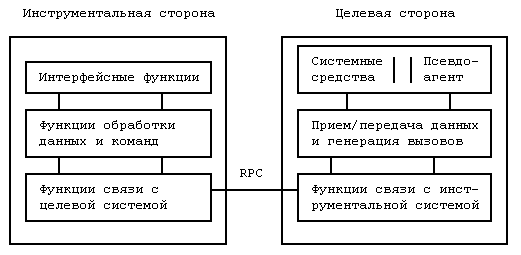 Инструментальная сторона
Целевая сторона
Интерфейсные функции
Функции обработки
данных и команд
Функции связи с
целевой системой
RPC
Системные
средства
Псевдо-
агент
Прием/передача данных
и генерация вызовов
Функции связи с инст-
рументальной системой